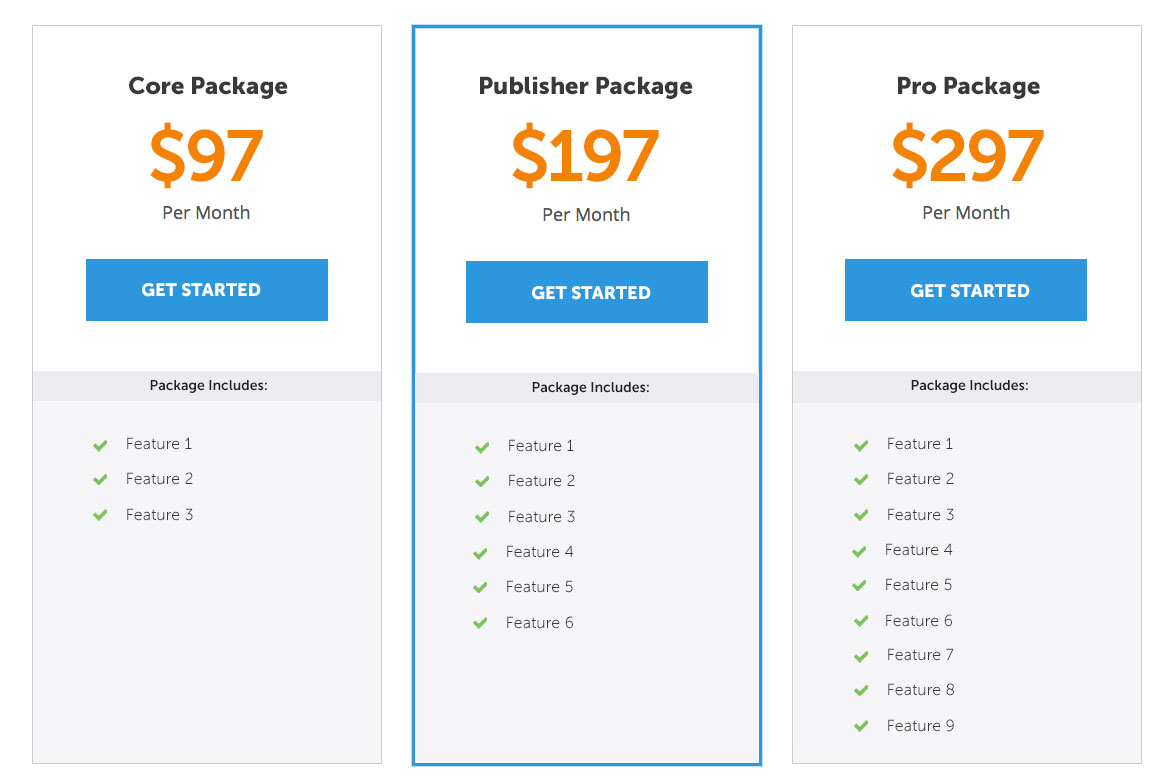 Core Package
$97
Per Month
GET STARTED
Package Includes:
Feature 1
Feature 2
Feature 3
Publisher Package
$197
Per Month
GET STARTED
Package Includes:
Feature 1
Feature 2
Feature 3
Feature 4
Feature 5
Feature 6
Pro Package
$297
Per Month
GET STARTED
Package Includes:
Feature 1
Feature 2
Feature 3
Feature 4
Feature 5
Feature 6
Feature 7
Feature 8
Feature 9